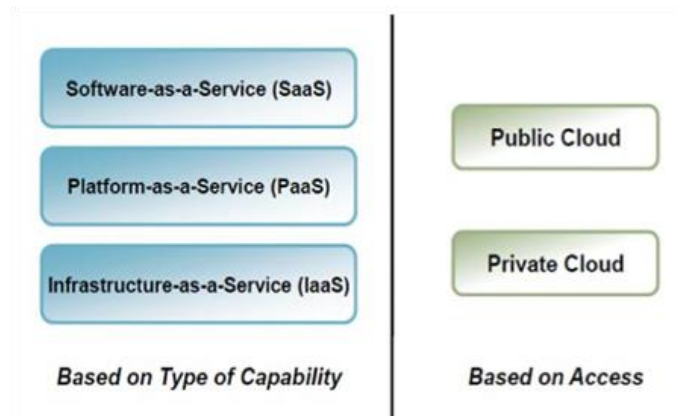 Software-as-a-Service (SaaS)
Platform-as-a-Service (PaaS)
Infrastructure-as-a-Service (IaaS)
Based on Type of Capability
Public Cloud
Private Cloud
Based on Access